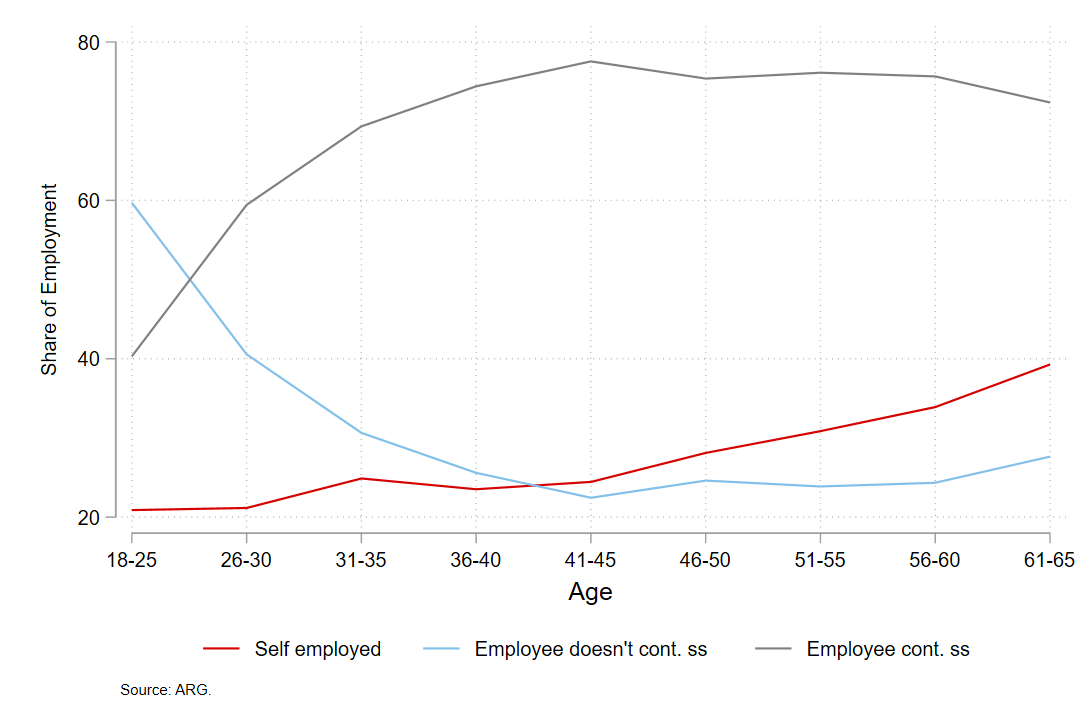 80
60
40
20
Share of Employment
18-25 26-30 31-35 36-40 41-45 46-50 51-55 56-60 61-65
Age
Self employed Employee doesn't cont. ss Employee cont. ss
Source: ARG.